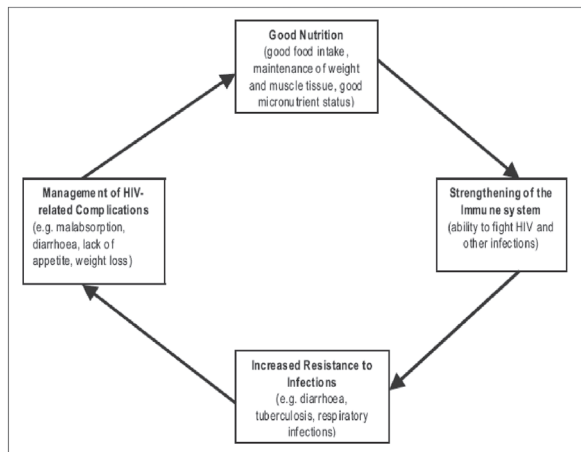 Good Nutrition
(good food intake,
maintenance of weight
and muscle tissue, good
micronutrient status)
Management of HIV-
related Complications
(e.g. malabsorption,
diarrhoea, lack of
appetite, weight loss)
Strengthening of the
Immune system
(ability to fight HIV and
other infections)
Increased Resistance to
Infections
(e.g. diarrhoea,
tuberculosis, respiratory
infections)